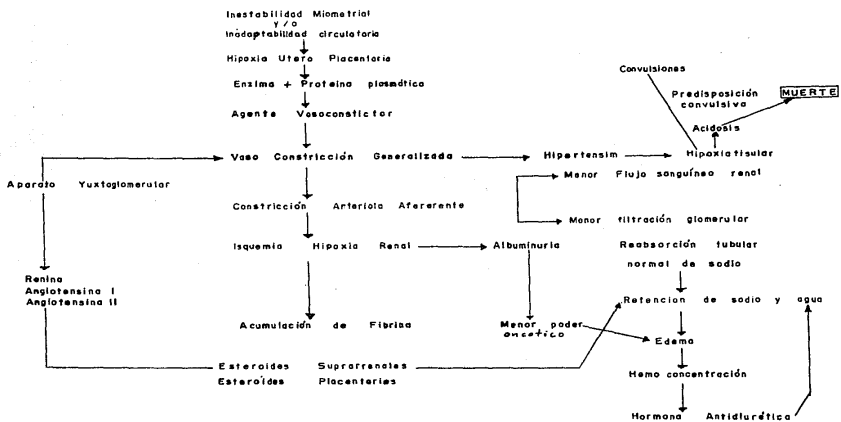 Inestabilidad Miometrial
y/o
Inadaptabilidad circulatoria
Hipoxia Utero Placentaria
Enzima + Proteina plasmática
Agente Vasoconstictor
Convulsiones
Predisposición
convulsiva
MUERTE
Acidosis
Vaso Constricción Generalizada
Hipertensim
Hipoxia tisular
Aparato Yuxtaglomerular
Menor Flujo sanguíneo renal
Constricción Arteriola Afererente
Menor filtración glomerular
Isquemia Hipoxia Renal
Albuminuria
Reabsorción tubular
normal de sodio
Renina
Angiotensina I
Angiotensina II
Retencion de sodio y agua
Acumulación de Fibrina
Menor poder
oncotico
Edema
Esteroides Suprarrenales
Esteroídes Placentarios
Hemo concentración
Hormona Antidiurética